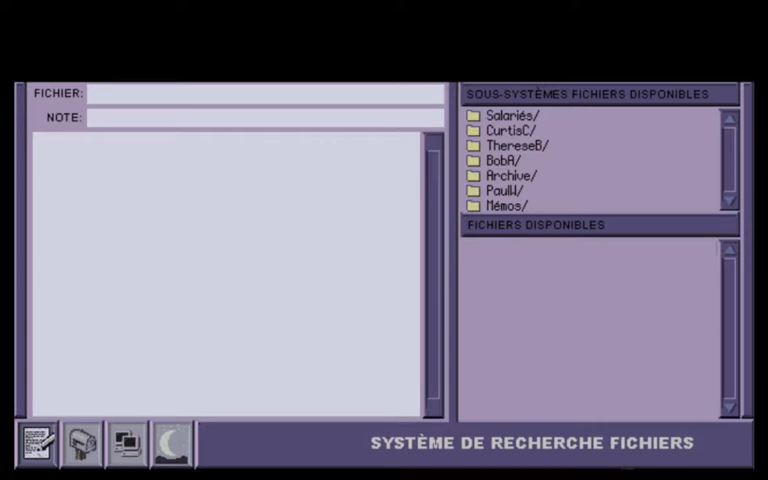 FICHIER:
NOTE:
SOUS-SYSTÈMES FICHIERS DISPONIBLES
Salariés/
CurtisC/
ThereseB/
BobA/
Archive/
PaulW/
Mémos/
FICHIERS DISPONIBLES
SYSTÈME DE RECHERCHE FICHIERS